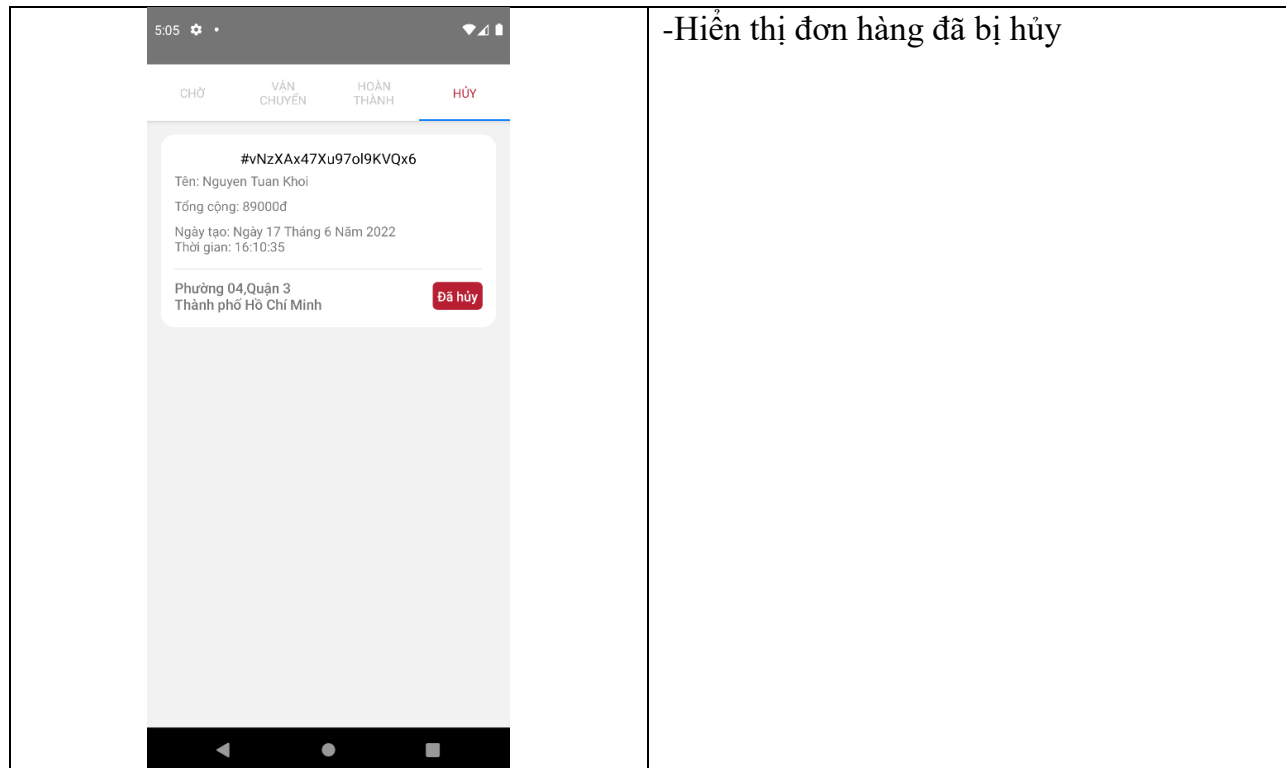 5:05
CHỜ
VẬN
CHUYỂN
HOÀN
THÀNH
HỦY
#vNzXAx47Xu97ol9KVQx6
Tên: Nguyen Tuan Khoi
Tổng cộng: 89000đ
Ngày tạo: Ngày 17 Tháng 6 Năm 2022
Thời gian: 16:10:35
Phường 04,Quận 3
Thành phố Hồ Chí Minh
Đã hủy
-Hiển thị đơn hàng đã bị hủy